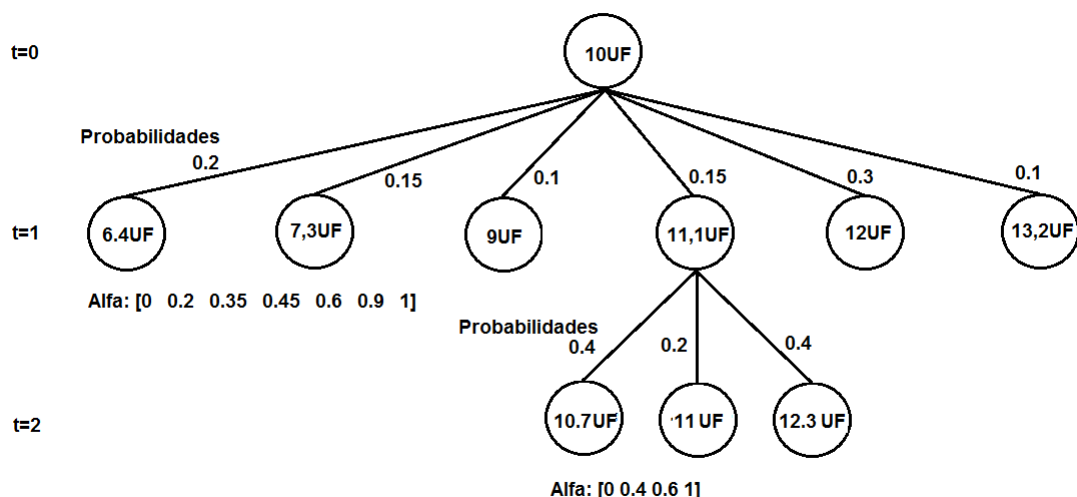 t=0
10UF
Probabilidades
0.2
0.15
0.1
0.15
0.3
0.1
t=1
6.4UF
7,3UF
9UF
11,1UF
12UF
13,2UF
Alfa: [0 0.2 0.35 0.45 0.6 0.9 1]
Probabilidades
0.4
0.2
0.4
t=2
10.7UF
11 UF
12.3 UF
Alfa: [0 0.4 0.6 1]